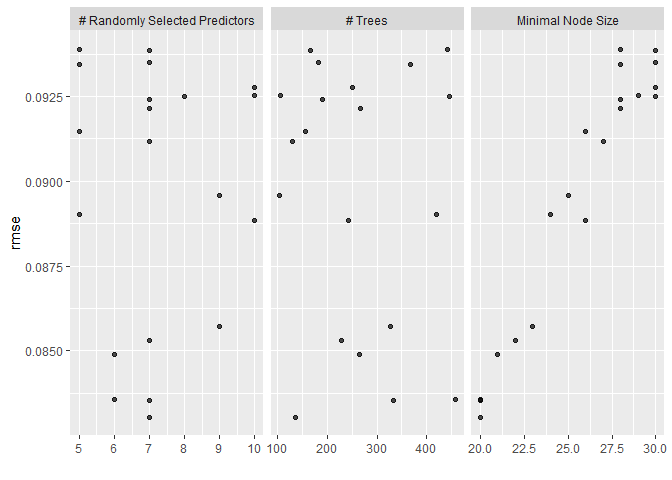 # Randomly Selected Predictors
# Trees
Minimal Node Size
rmse
0.0925
0.0900
0.0875
0.0850
5 6 7 8 9 10
100 200 300 400
20.0 22.5 25.0 27.5 30.0